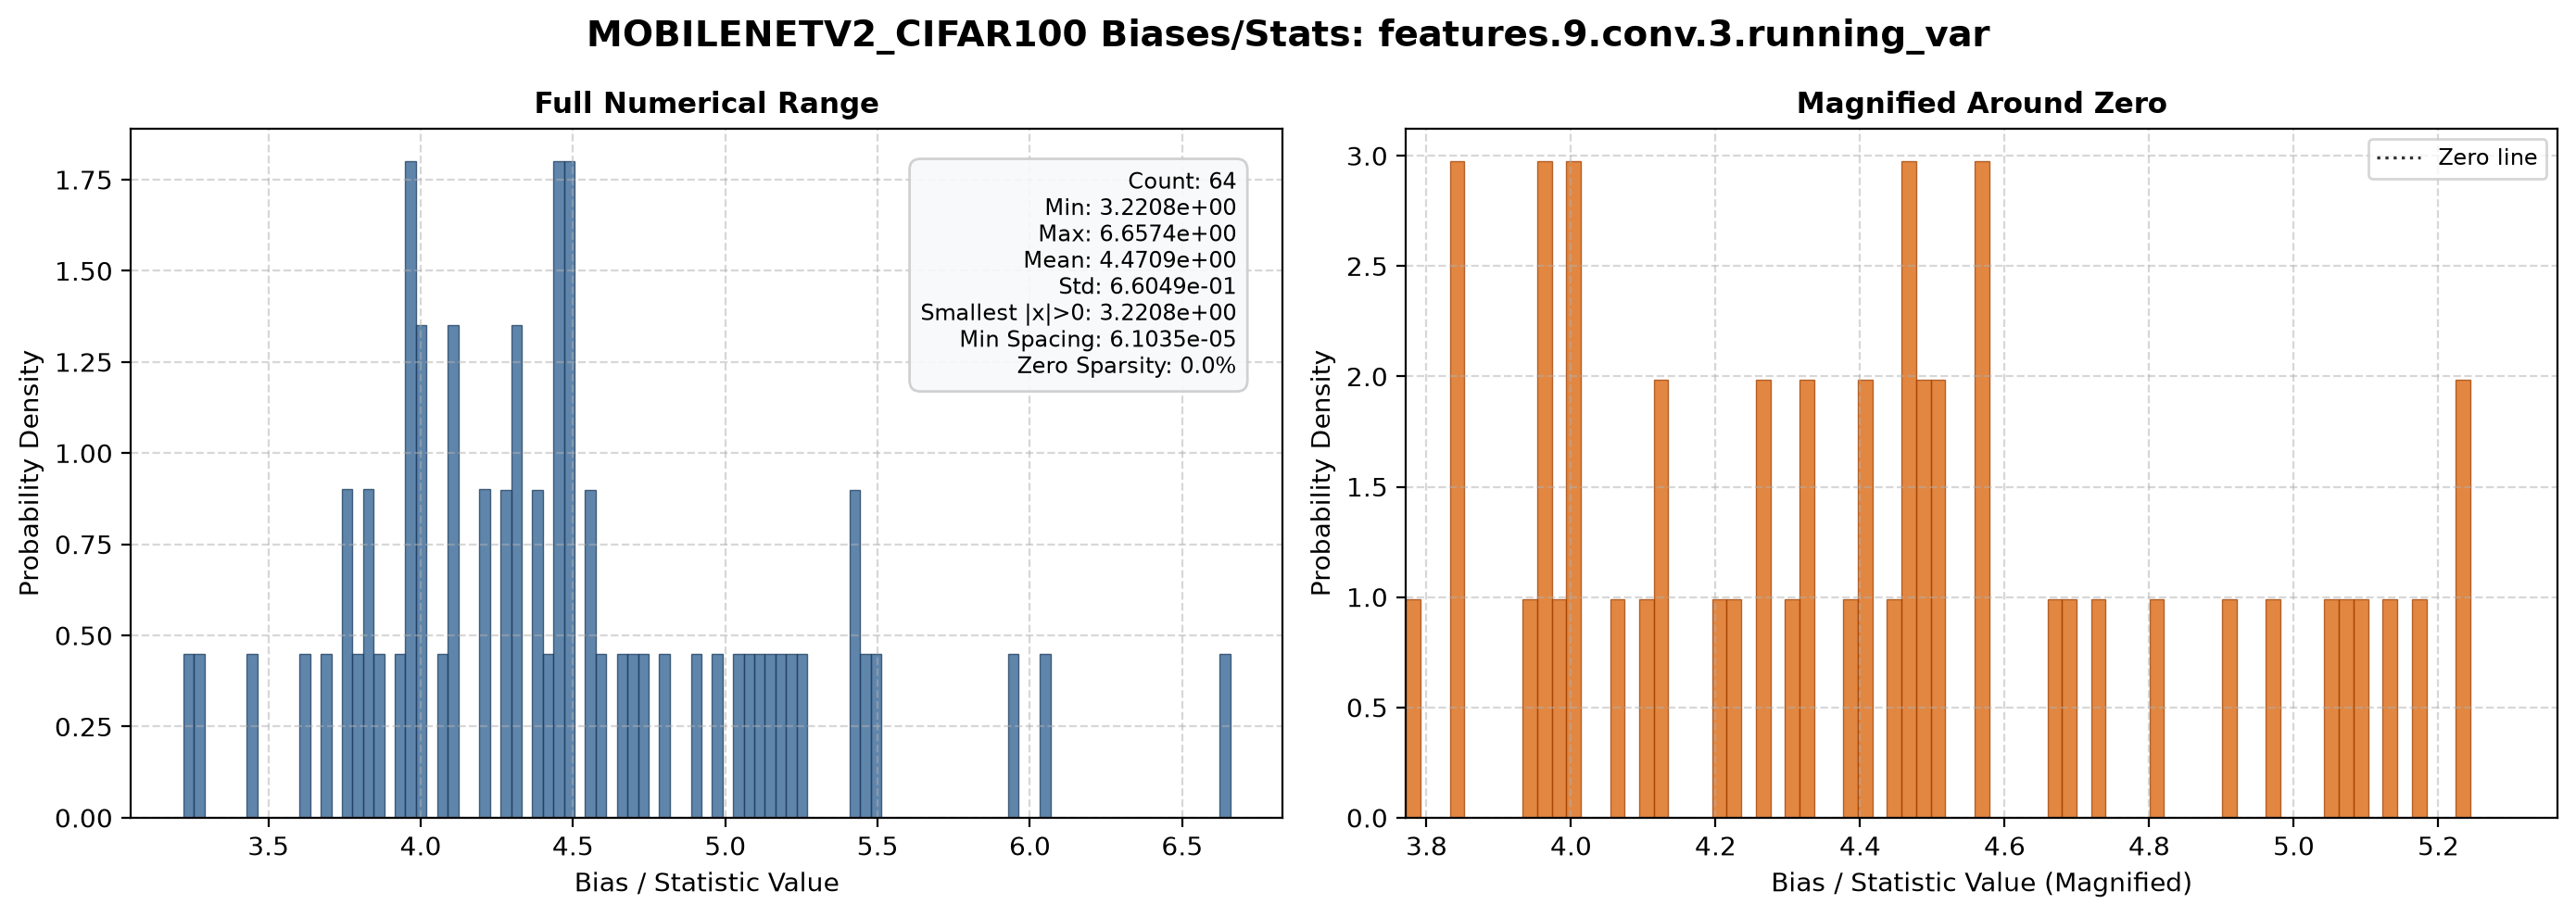 MOBILENETV2_CIFAR100 Biases/Stats: features.9.conv.3.running_var
Full Numerical Range
Probability Density
1.75
1.50
1.25
1.00
0.75
0.50
0.25
0.00
Count: 64
Min: 3.2208e+00
Max: 6.6574e+00
Mean: 4.4709e+00
Std: 6.6049e-01
Smallest |x|>0: 3.2208e+00
Min Spacing: 6.1035e-05
Zero Sparsity: 0.0%
3.5 4.0 4.5 5.0 5.5 6.0 6.5
Bias / Statistic Value
Magnified Around Zero
Probability Density
3.0
2.5
2.0
1.5
1.0
0.5
0.0
Zero line
3.8 4.0 4.2 4.4 4.6 4.8 5.0 5.2
Bias / Statistic Value (Magnified)